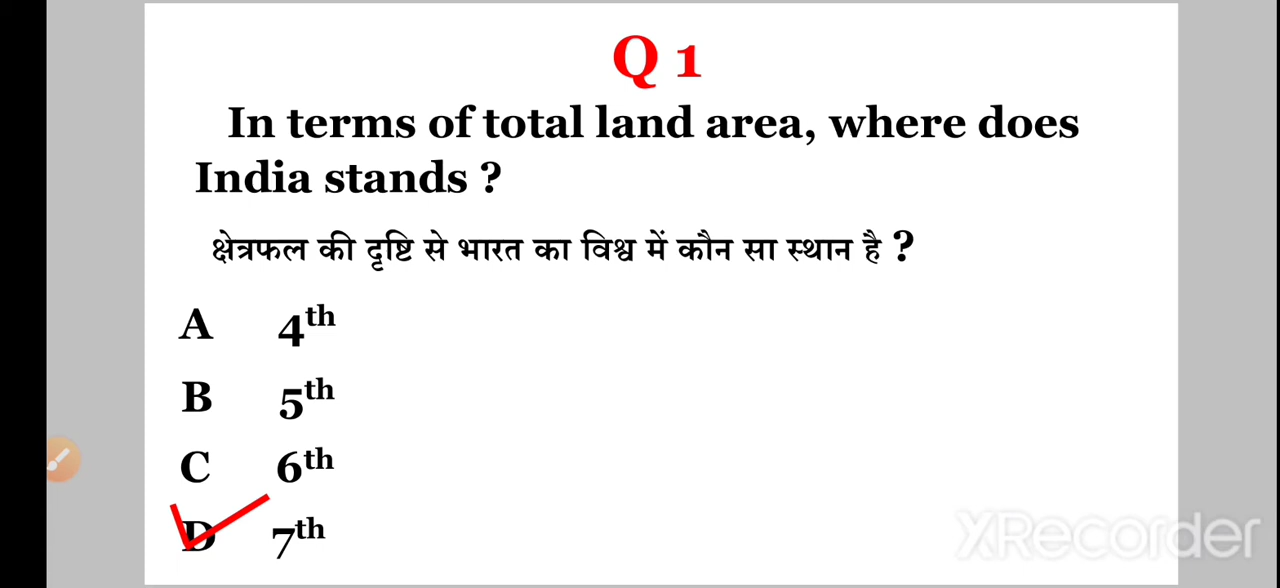 Q 1
In terms of total land area, where does
India stands ?
क्षेत्रफल की दृष्टि से भारत का विश्व में कौन सा स्थान है ?
A 4th
B 5th
C 6th
D 7th
XRecorder